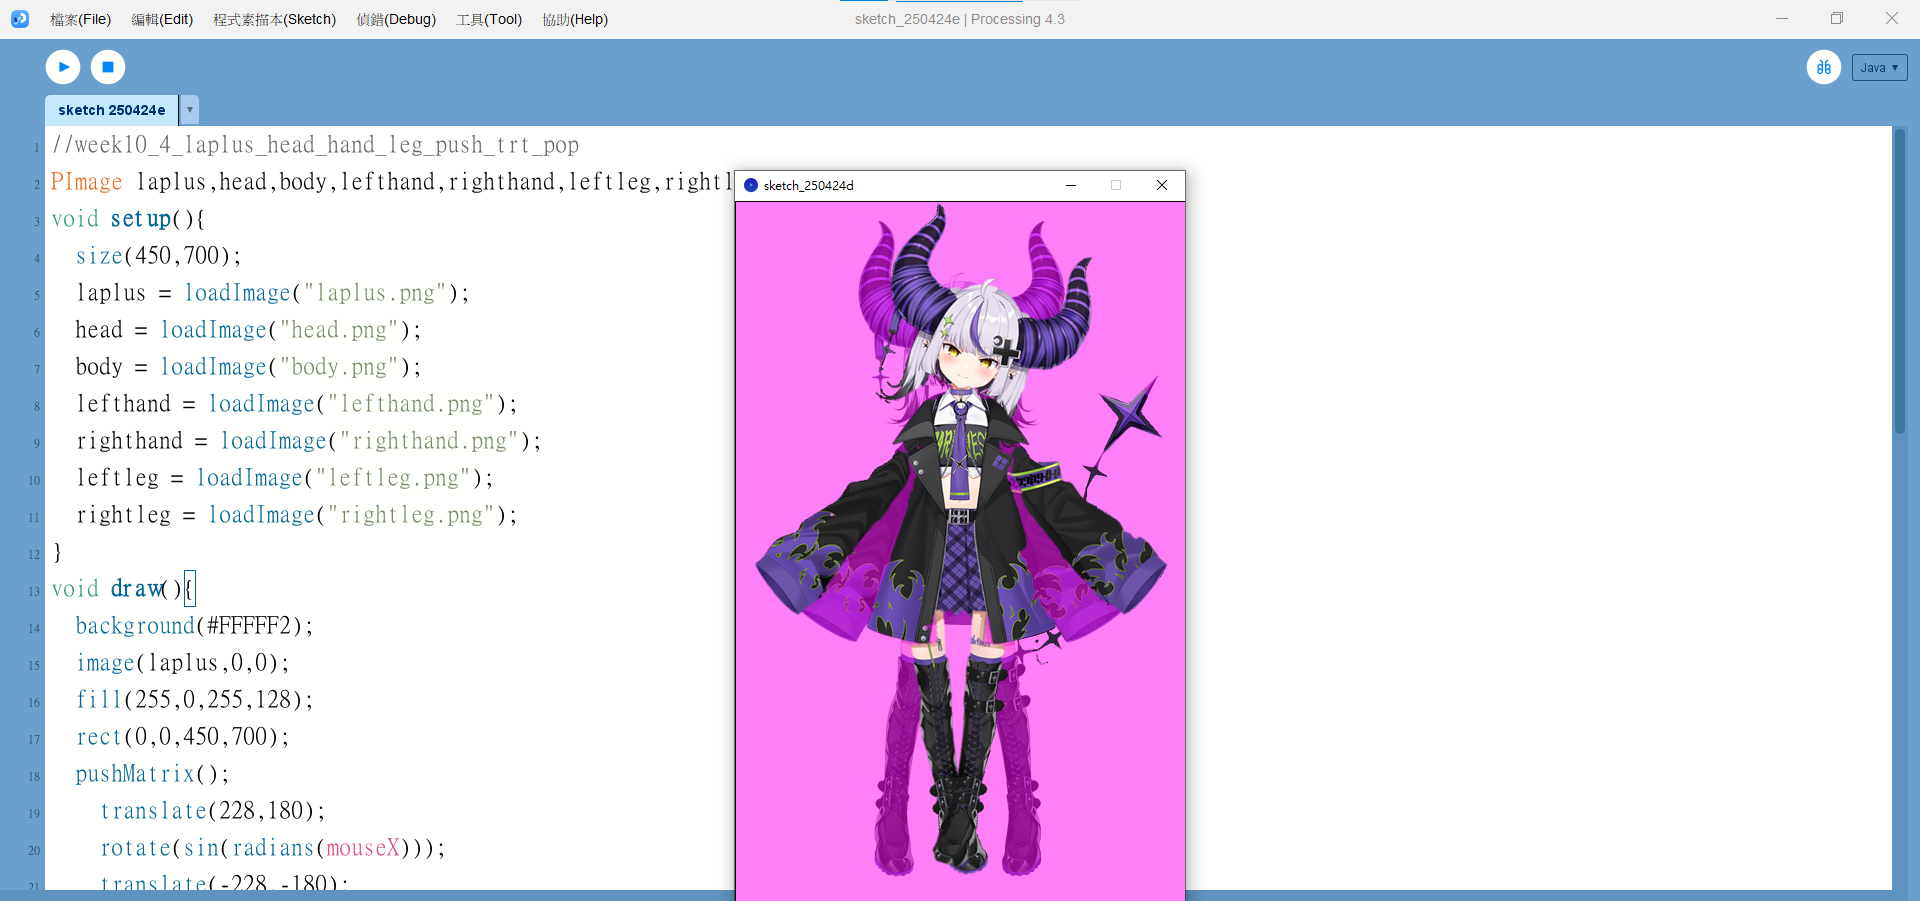 檔案(File) 編輯(Edit) 程式素描本(Sketch) 偵錯(Debug) 工具(Tool) 協助(Help) sketch_250424e | Processing 4.3
Java ▼
sketch 250424e ▼
1 //week10_4_laplus_head_hand_leg_push_trt_pop
2 PImage laplus,head,body,lefthand,righthand,leftleg,rightl
sketch_250424d
3 void setup(){
4 size(450,700);
5 laplus = loadImage("laplus.png");
6 head = loadImage("head.png");
7 body = loadImage("body.png");
8 lefthand = loadImage("lefthand.png");
9 righthand = loadImage("righthand.png");
10 leftleg = loadImage("leftleg.png");
11 rightleg = loadImage("rightleg.png");
12 }
13 void draw(){
14 background(#FFFFF2);
15 image(laplus,0,0);
16 fill(255,0,255,128);
17 rect(0,0,450,700);
18 pushMatrix();
19 translate(228,180);
20 rotate(sin(radians(mouseX)));
21 translate(-228,-180);